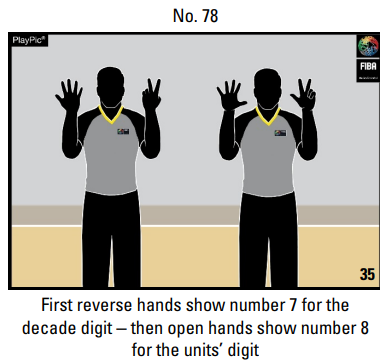 No. 78
PlayPic®
FIBA
35
First reverse hands show number 7 for the
decade digit – then open hands show number 8
for the units' digit